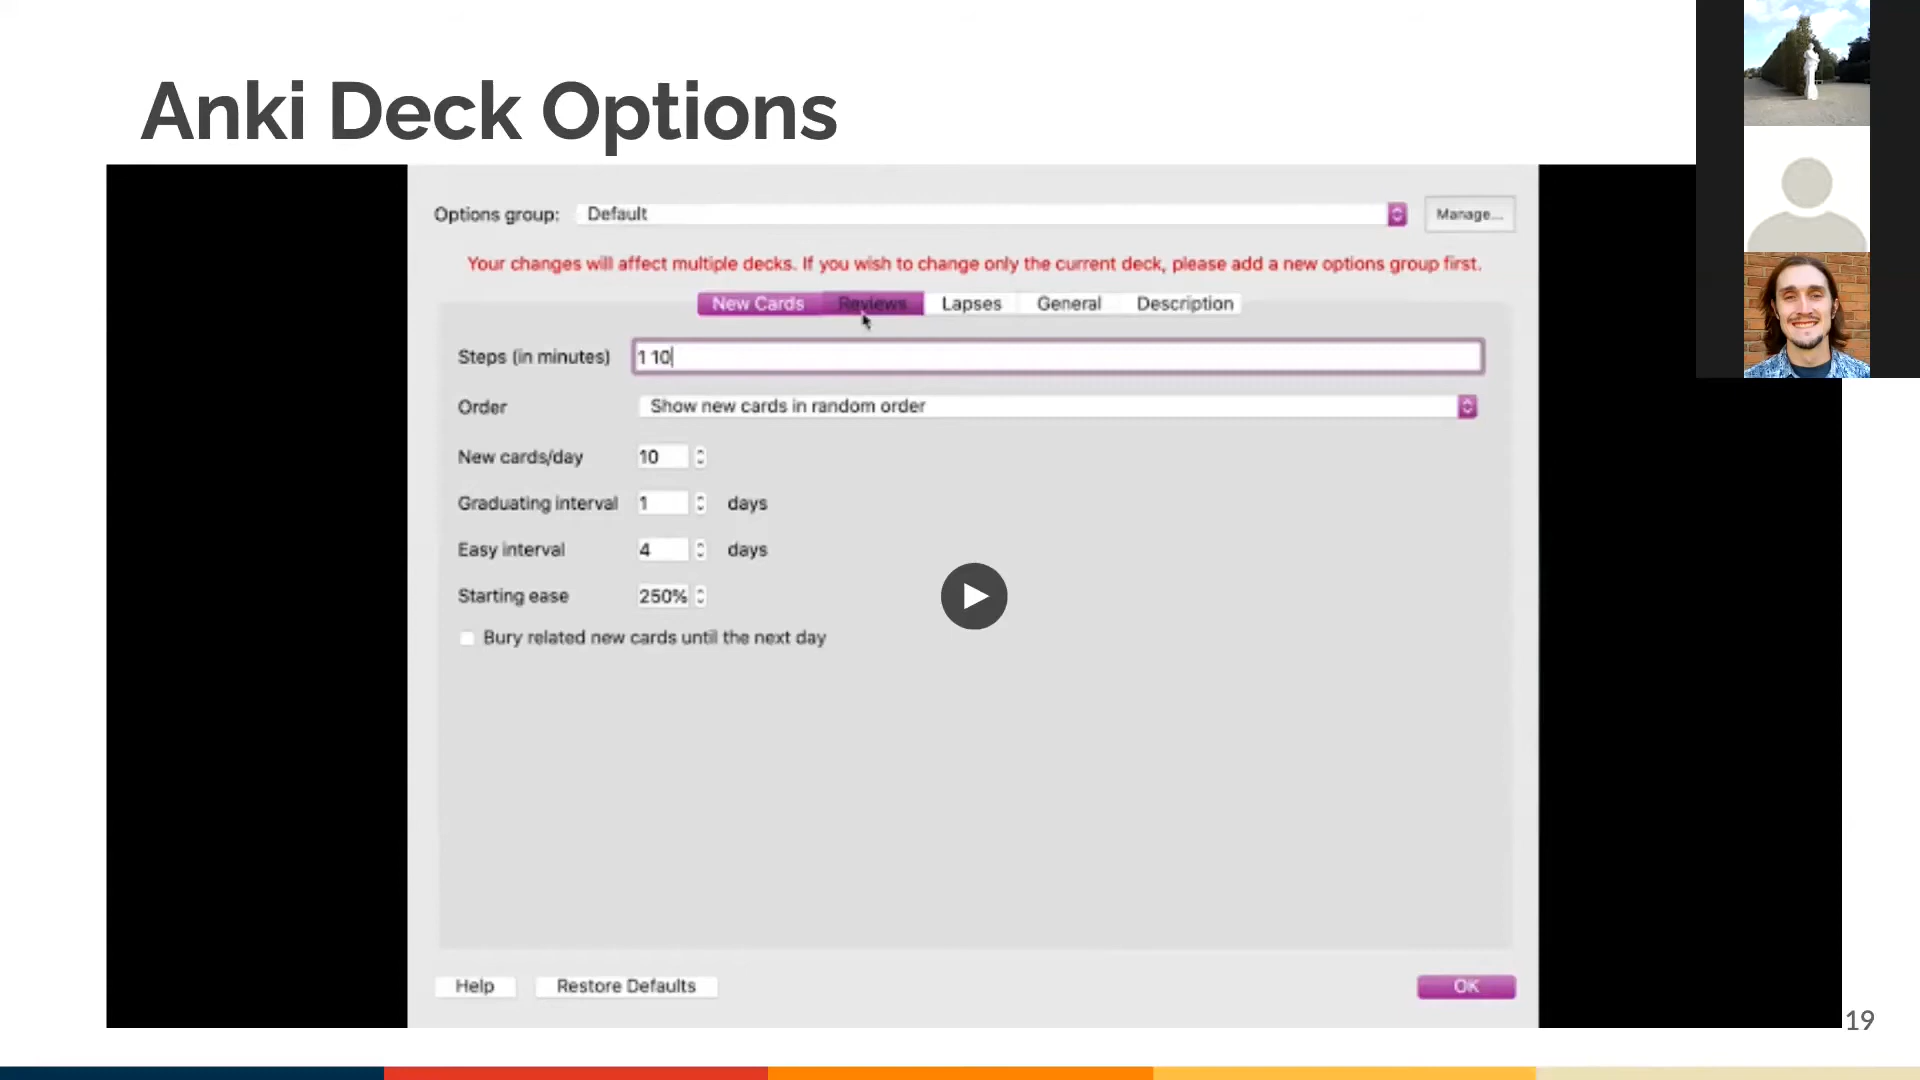 Anki Deck Options
Options group: Default Manage...
Your changes will affect multiple decks. If you wish to change only the current deck, please add a new options group first.
New Cards Reviews Lapses General Description
Steps (in minutes) 1 10
Order Show new cards in random order
New cards/day 10
Graduating interval 1 days
Easy interval 4 days
Starting ease 250%
Bury related new cards until the next day
Help Restore Defaults OK
19